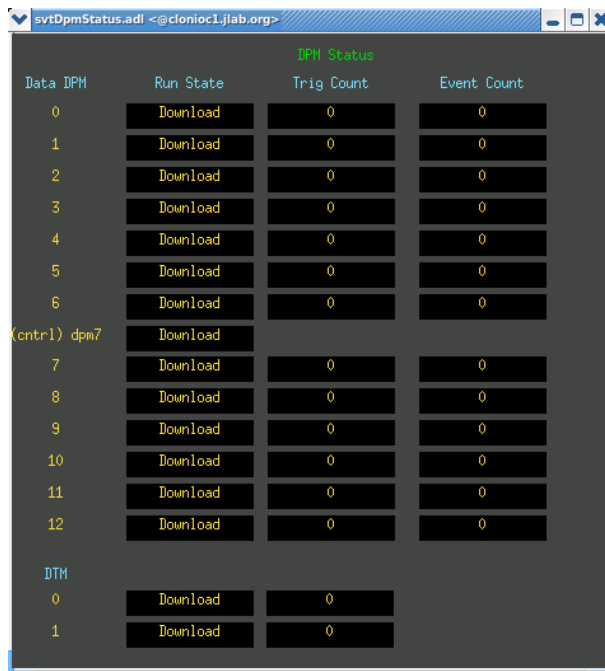 svtDpmStatus.adl <@clonioc1.jlab.org>
DPM Status
Data DPM Run State Trig Count Event Count
0 Download 0 0
1 Download 0 0
2 Download 0 0
3 Download 0 0
4 Download 0 0
5 Download 0 0
6 Download 0 0
(cntrl) dpm7 Download
7 Download 0 0
8 Download 0 0
9 Download 0 0
10 Download 0 0
11 Download 0 0
12 Download 0 0
DTM
0 Download 0
1 Download 0